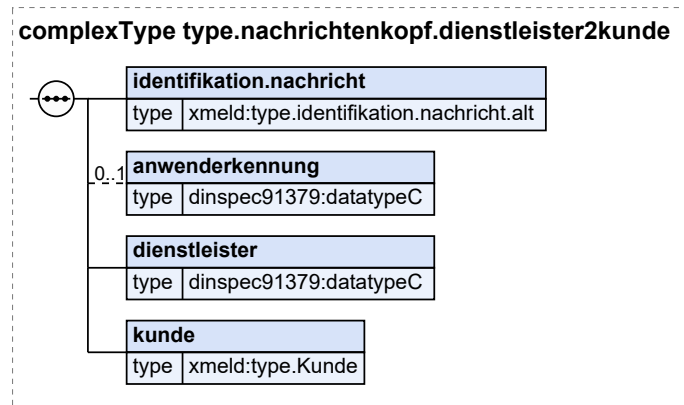 complexType type.nachrichtenkopf.dienstleister2kunde
identifikation.nachricht
type xmeld:type.identifikation.nachricht.alt
0..1 anwenderkennung
type dinspec91379:datatypeC
dienstleister
type dinspec91379:datatypeC
kunde
type xmeld:type.Kunde